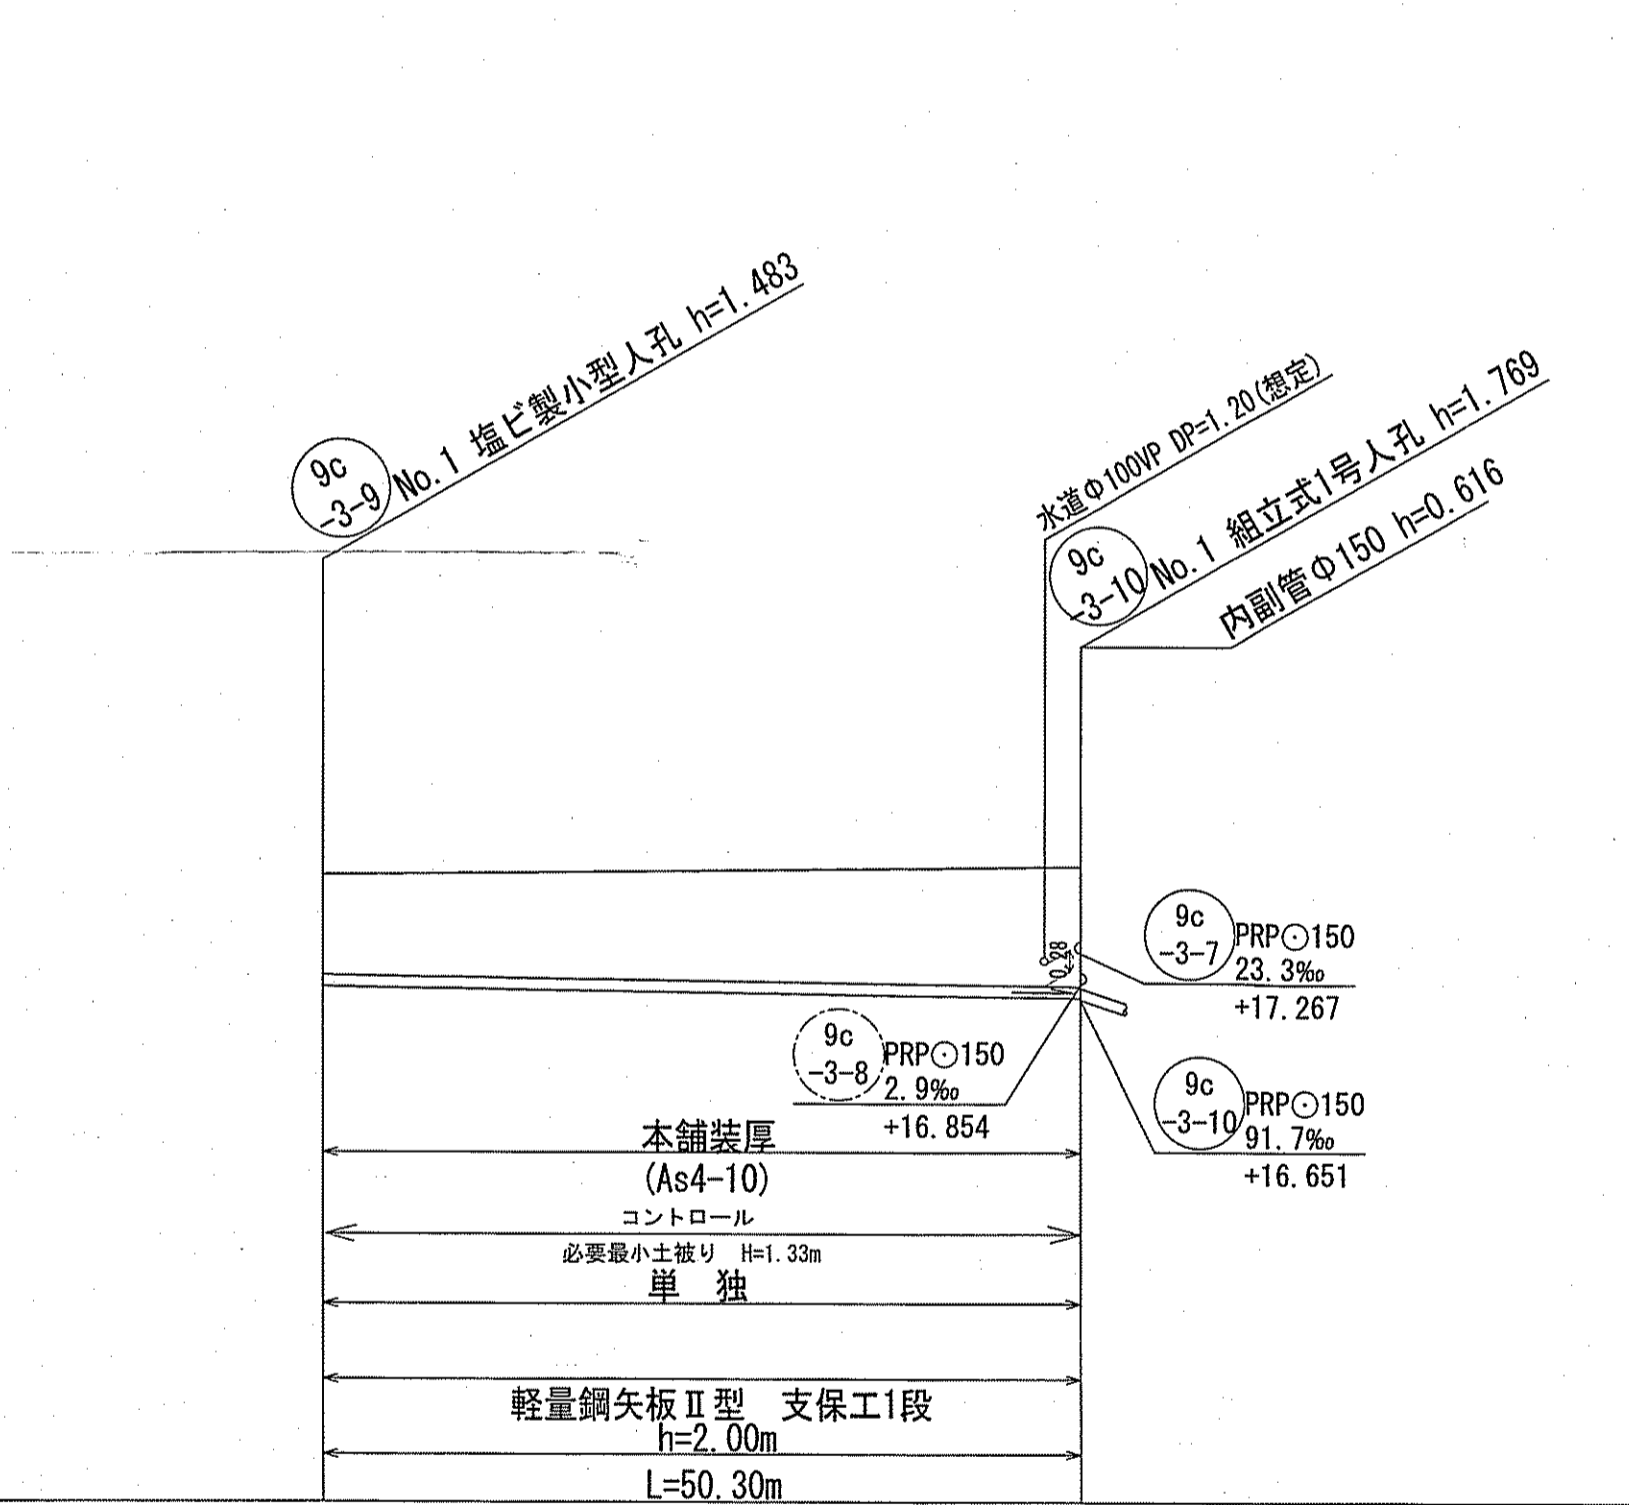 9c
-3-9
No.1 塩ビ製小型人孔 h=1.483
水道Φ100VP DP=1.20(想定)
9c
-3-10
No.1 組立式1号人孔 h=1.769
内副管Φ150 h=0.616
0.28
9c
-3-7
PRP⊙150
23.3‰
+17.267
9c
-3-8
PRP⊙150
2.9‰
+16.854
9c
-3-10
PRP⊙150
91.7‰
+16.651
本舗装厚
(As4-10)
コントロール
必要最小土被り H=1.33m
単 独
軽量鋼矢板Ⅱ型 支保工1段
h=2.00m
L=50.30m